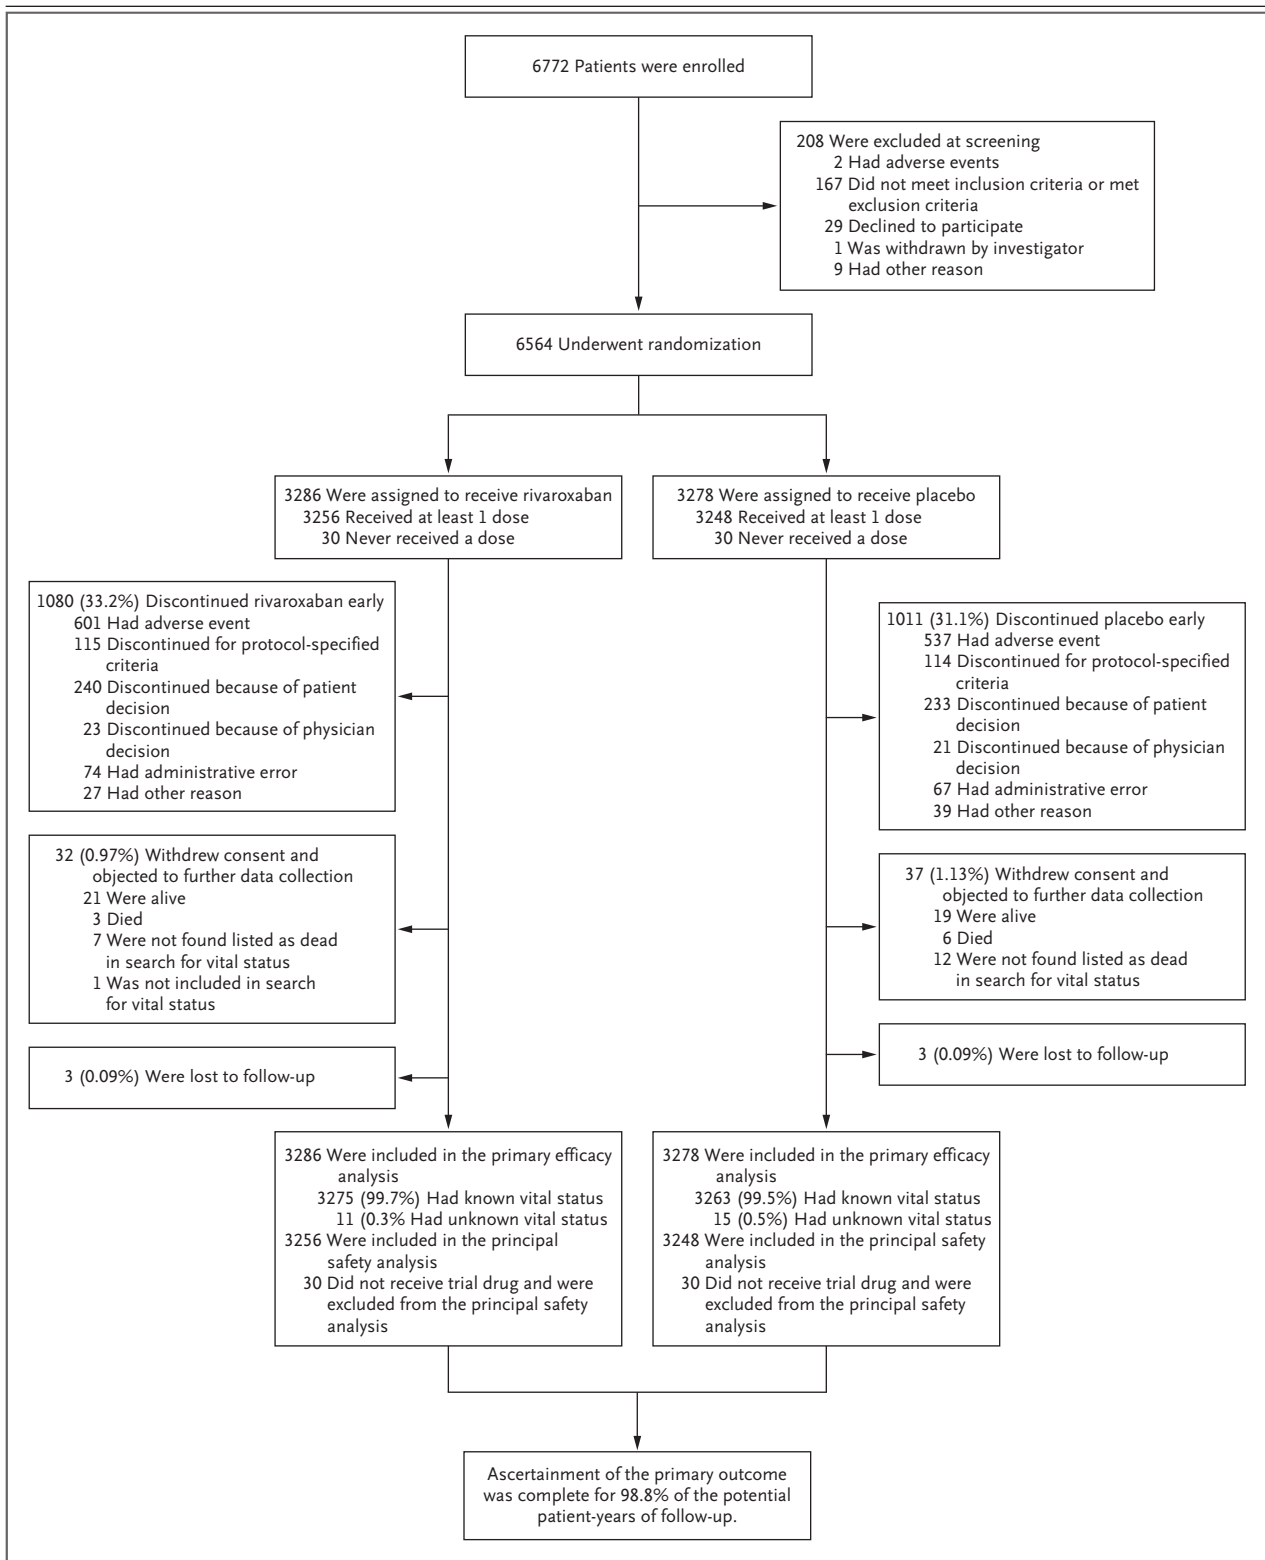 6772 Patients were enrolled
208 Were excluded at screening
2 Had adverse events
167 Did not meet inclusion criteria or met
exclusion criteria
29 Declined to participate
1 Was withdrawn by investigator
9 Had other reason
6564 Underwent randomization
3286 Were assigned to receive rivaroxaban
3256 Received at least 1 dose
30 Never received a dose
3278 Were assigned to receive placebo
3248 Received at least 1 dose
30 Never received a dose
1080 (33.2%) Discontinued rivaroxaban early
601 Had adverse event
115 Discontinued for protocol-specified
criteria
240 Discontinued because of patient
decision
23 Discontinued because of physician
decision
74 Had administrative error
27 Had other reason
1011 (31.1%) Discontinued placebo early
537 Had adverse event
114 Discontinued for protocol-specified
criteria
233 Discontinued because of patient
decision
21 Discontinued because of physician
decision
67 Had administrative error
39 Had other reason
32 (0.97%) Withdrew consent and
objected to further data collection
21 Were alive
3 Died
7 Were not found listed as dead
in search for vital status
1 Was not included in search
for vital status
37 (1.13%) Withdrew consent and
objected to further data collection
19 Were alive
6 Died
12 Were not found listed as dead
in search for vital status
3 (0.09%) Were lost to follow-up
3 (0.09%) Were lost to follow-up
3286 Were included in the primary efficacy
analysis
3275 (99.7%) Had known vital status
11 (0.3% Had unknown vital status
3256 Were included in the principal
safety analysis
30 Did not receive trial drug and were
excluded from the principal safety
analysis
3278 Were included in the primary efficacy
analysis
3263 (99.5%) Had known vital status
15 (0.5%) Had unknown vital status
3248 Were included in the principal safety
analysis
30 Did not receive trial drug and were
excluded from the principal safety
analysis
Ascertainment of the primary outcome
was complete for 98.8% of the potential
patient-years of follow-up.